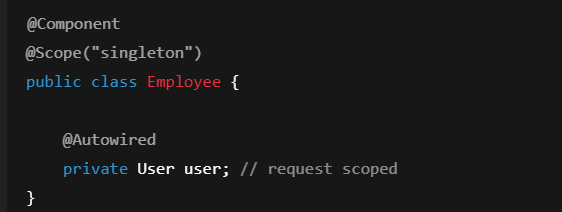 @Component
@Scope("singleton")
public class Employee {
@Autowired
private User user; // request scoped
}